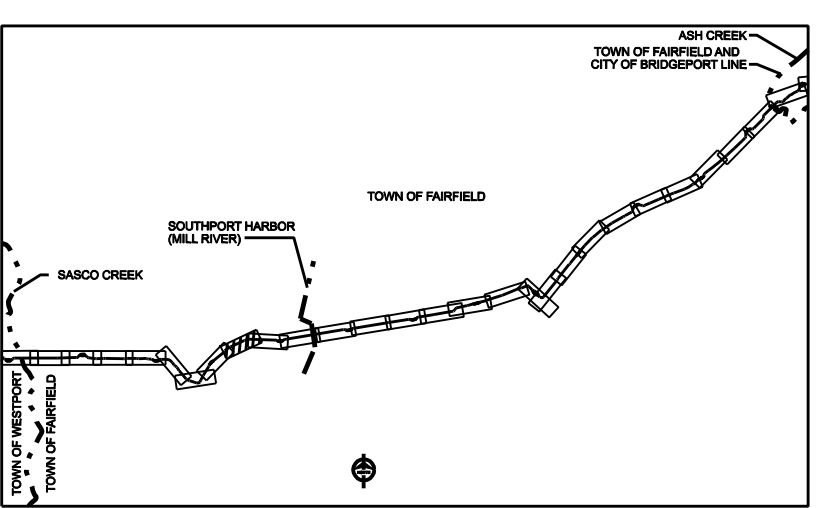 ASH CREEK
TOWN OF FAIRFIELD AND
CITY OF BRIDGEPORT LINE
TOWN OF FAIRFIELD
SOUTHPORT HARBOR
(MILL RIVER)
SASCO CREEK
TOWN OF WESTPORT
TOWN OF FAIRFIELD